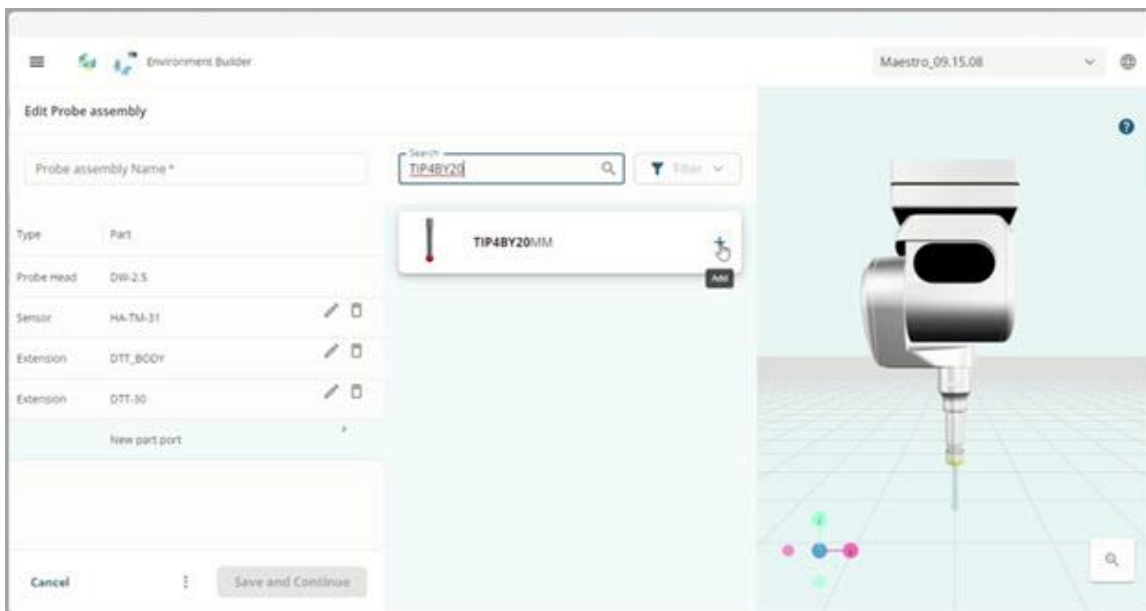 Environment Builder
Maestro_09.15.08
Edit Probe assembly
Probe assembly Name *
Search
TIP4BY20
Filter
Type Part
Probe Head DW-2.5
Sensor HA-TM-31
Extension DTT_BODY
Extension DTT-30
New part port
TIP4BY20MM
Add
Cancel
Save and Continue